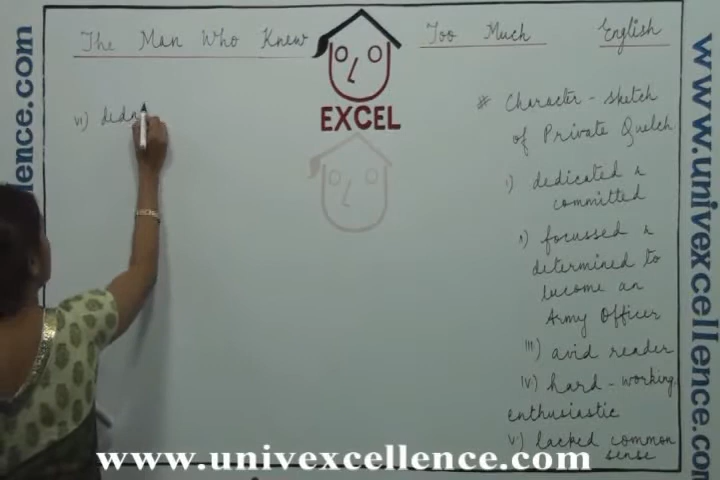 The Man Who Knew Too Much English
EXCEL
# Character - sketch
of Private Quelch
i) dedicated &
committed
ii) focussed &
determined to
become an
Army Officer
iii) avid reader
iv) hard - working
enthusiastic
v) lacked common
sense
vi)
www.univexcellence.com
www.univexcellence.com
lence.com